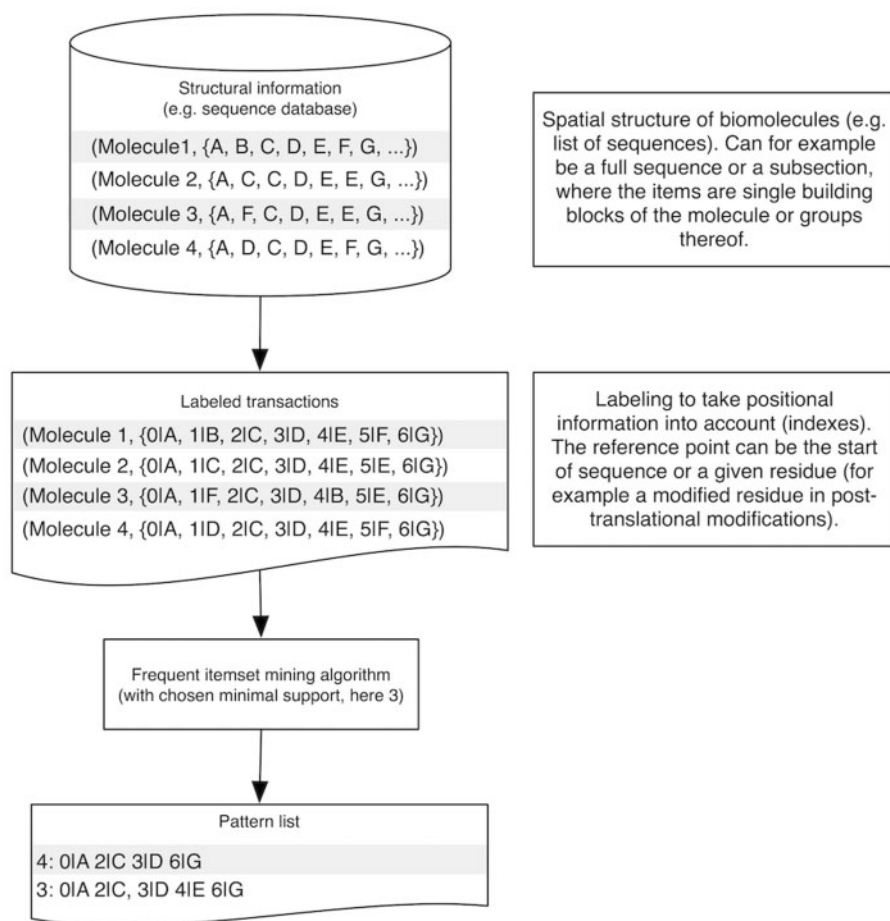 Structural information
(e.g. sequence database)
(Molecule1, {A, B, C, D, E, F, G, ...})
(Molecule 2, {A, C, C, D, E, E, G, ...})
(Molecule 3, {A, F, C, D, E, E, G, ...})
(Molecule 4, {A, D, C, D, E, F, G, ...})
Spatial structure of biomolecules (e.g.
list of sequences). Can for example
be a full sequence or a subsection,
where the items are single building
blocks of the molecule or groups
thereof.
Labeled transactions
(Molecule 1, {0|A, 1|B, 2|C, 3|D, 4|E, 5|F, 6|G})
(Molecule 2, {0|A, 1|C, 2|C, 3|D, 4|E, 5|E, 6|G})
(Molecule 3, {0|A, 1|F, 2|C, 3|D, 4|B, 5|E, 6|G})
(Molecule 4, {0|A, 1|D, 2|C, 3|D, 4|E, 5|F, 6|G})
Labeling to take positional
information into account (indexes).
The reference point can be the start
of sequence or a given residue (for
example a modified residue in post-
translational modifications).
Frequent itemset mining algorithm
(with chosen minimal support, here 3)
Pattern list
4: 0|A 2|C 3|D 6|G
3: 0|A 2|C, 3|D 4|E 6|G